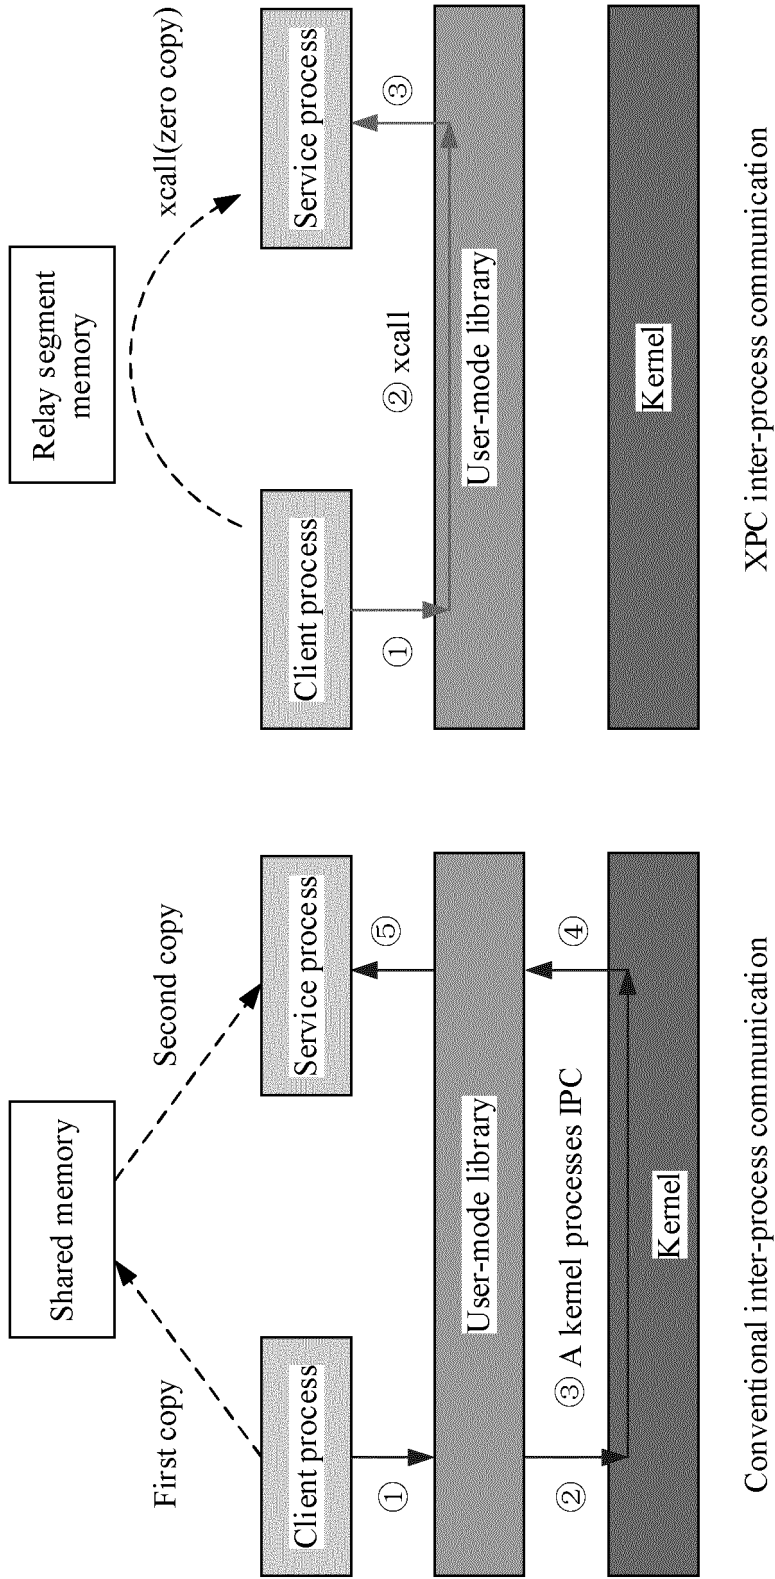 Shared memory
First copy
Second copy
Client process
Service process
①
⑤
User-mode library
②
③ A kernel processes IPC
④
Kernel
Conventional inter-process communication
Relay segment
memory
xcall(zero copy)
Client process
Service process
①
② xcall
③
User-mode library
Kernel
XPC inter-process communication